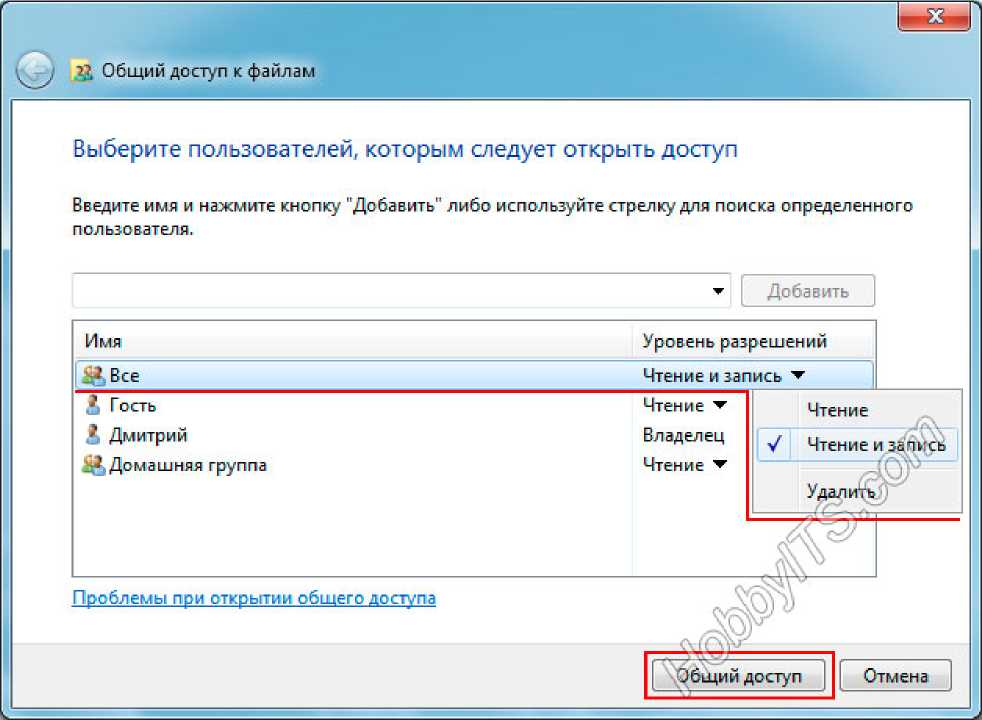 Общий доступ к файлам
Выберите пользователей, которым следует открыть доступ
Введите имя и нажмите кнопку "Добавить" либо используйте стрелку для поиска определенного
пользователя.
Добавить
Имя Уровень разрешений
Все Чтение и запись
Гость Чтение
Дмитрий Владелец
Домашняя группа Чтение
Чтение
Чтение и запись
Удалить
Проблемы при открытии общего доступа
Общий доступ Отмена
HobbyITS.com